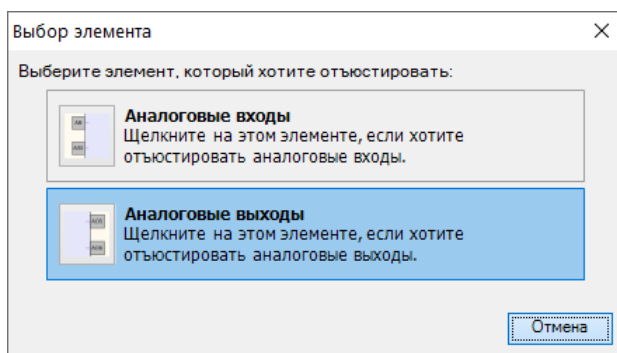 Выбор элемента
Выберите элемент, который хотите отъюстировать:
Аналоговые входы
Щелкните на этом элементе, если хотите
отъюстировать аналоговые входы.
Аналоговые выходы
Щелкните на этом элементе, если хотите
отъюстировать аналоговые выходы.
Отмена